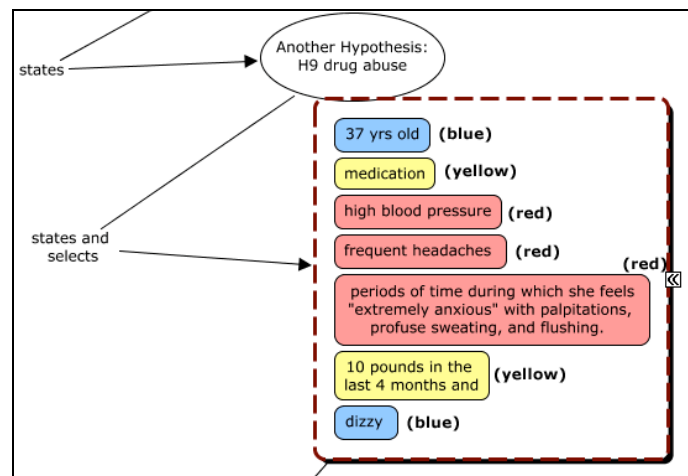 Another Hypothesis:
H9 drug abuse
states
37 yrs old (blue)
medication (yellow)
high blood pressure (red)
states and
selects
frequent headaches (red)
(red)
periods of time during which she feels
"extremely anxious" with palpitations,
profuse sweating, and flushing.
10 pounds in the
last 4 months and
(yellow)
dizzy (blue)